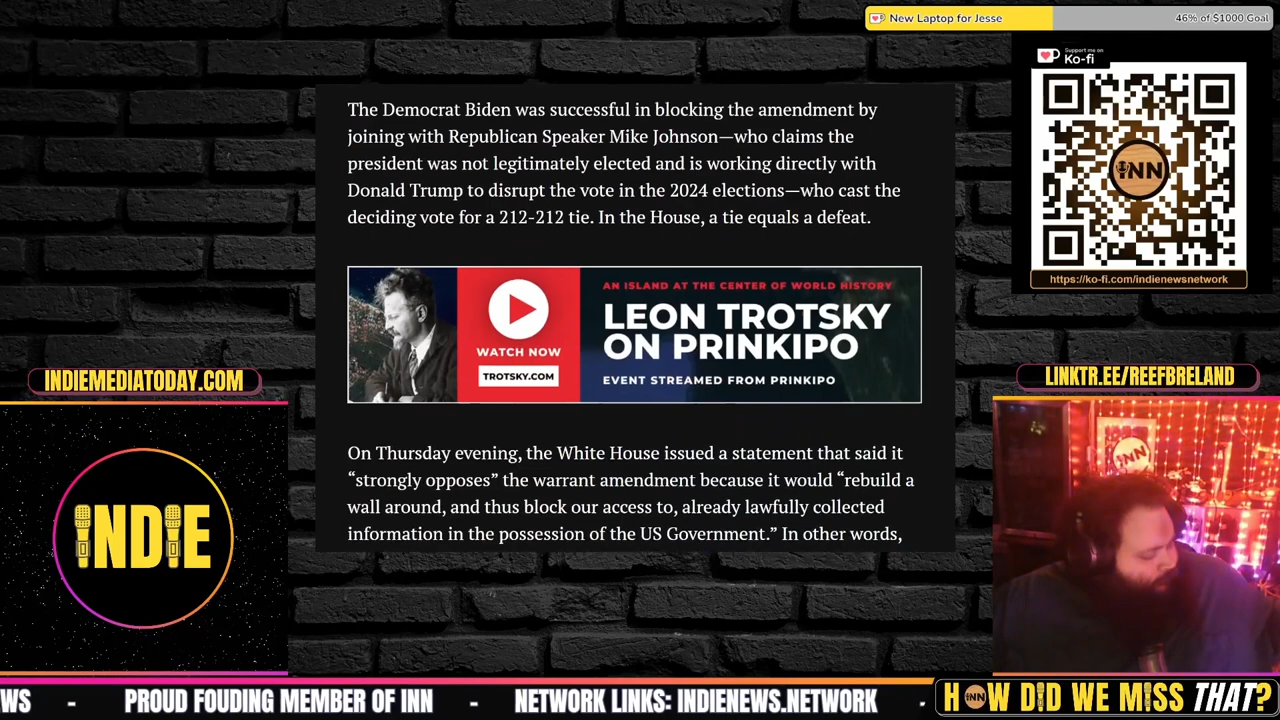 New Laptop for Jesse
46% of $1000 Goal
Support me on
Ko-fi
iNN
https://ko-fi.com/indienewsnetwork
The Democrat Biden was successful in blocking the amendment by
joining with Republican Speaker Mike Johnson—who claims the
president was not legitimately elected and is working directly with
Donald Trump to disrupt the vote in the 2024 elections—who cast the
deciding vote for a 212-212 tie. In the House, a tie equals a defeat.
WATCH NOW
TROTSKY.COM
AN ISLAND AT THE CENTER OF WORLD HISTORY
LEON TROTSKY
ON PRINKIPO
EVENT STREAMED FROM PRINKIPO
On Thursday evening, the White House issued a statement that said it
“strongly opposes” the warrant amendment because it would “rebuild a
wall around, and thus block our access to, already lawfully collected
information in the possession of the US Government.” In other words,
INDIEMEDIATODAY.COM
INDIE
LINKTR.EE/REEFBRELAND
iNN
WS - PROUD FOUDING MEMBER OF INN - NETWORK LINKS: INDIENEWS.NETWORK -
HOW DID WE MISS THAT?